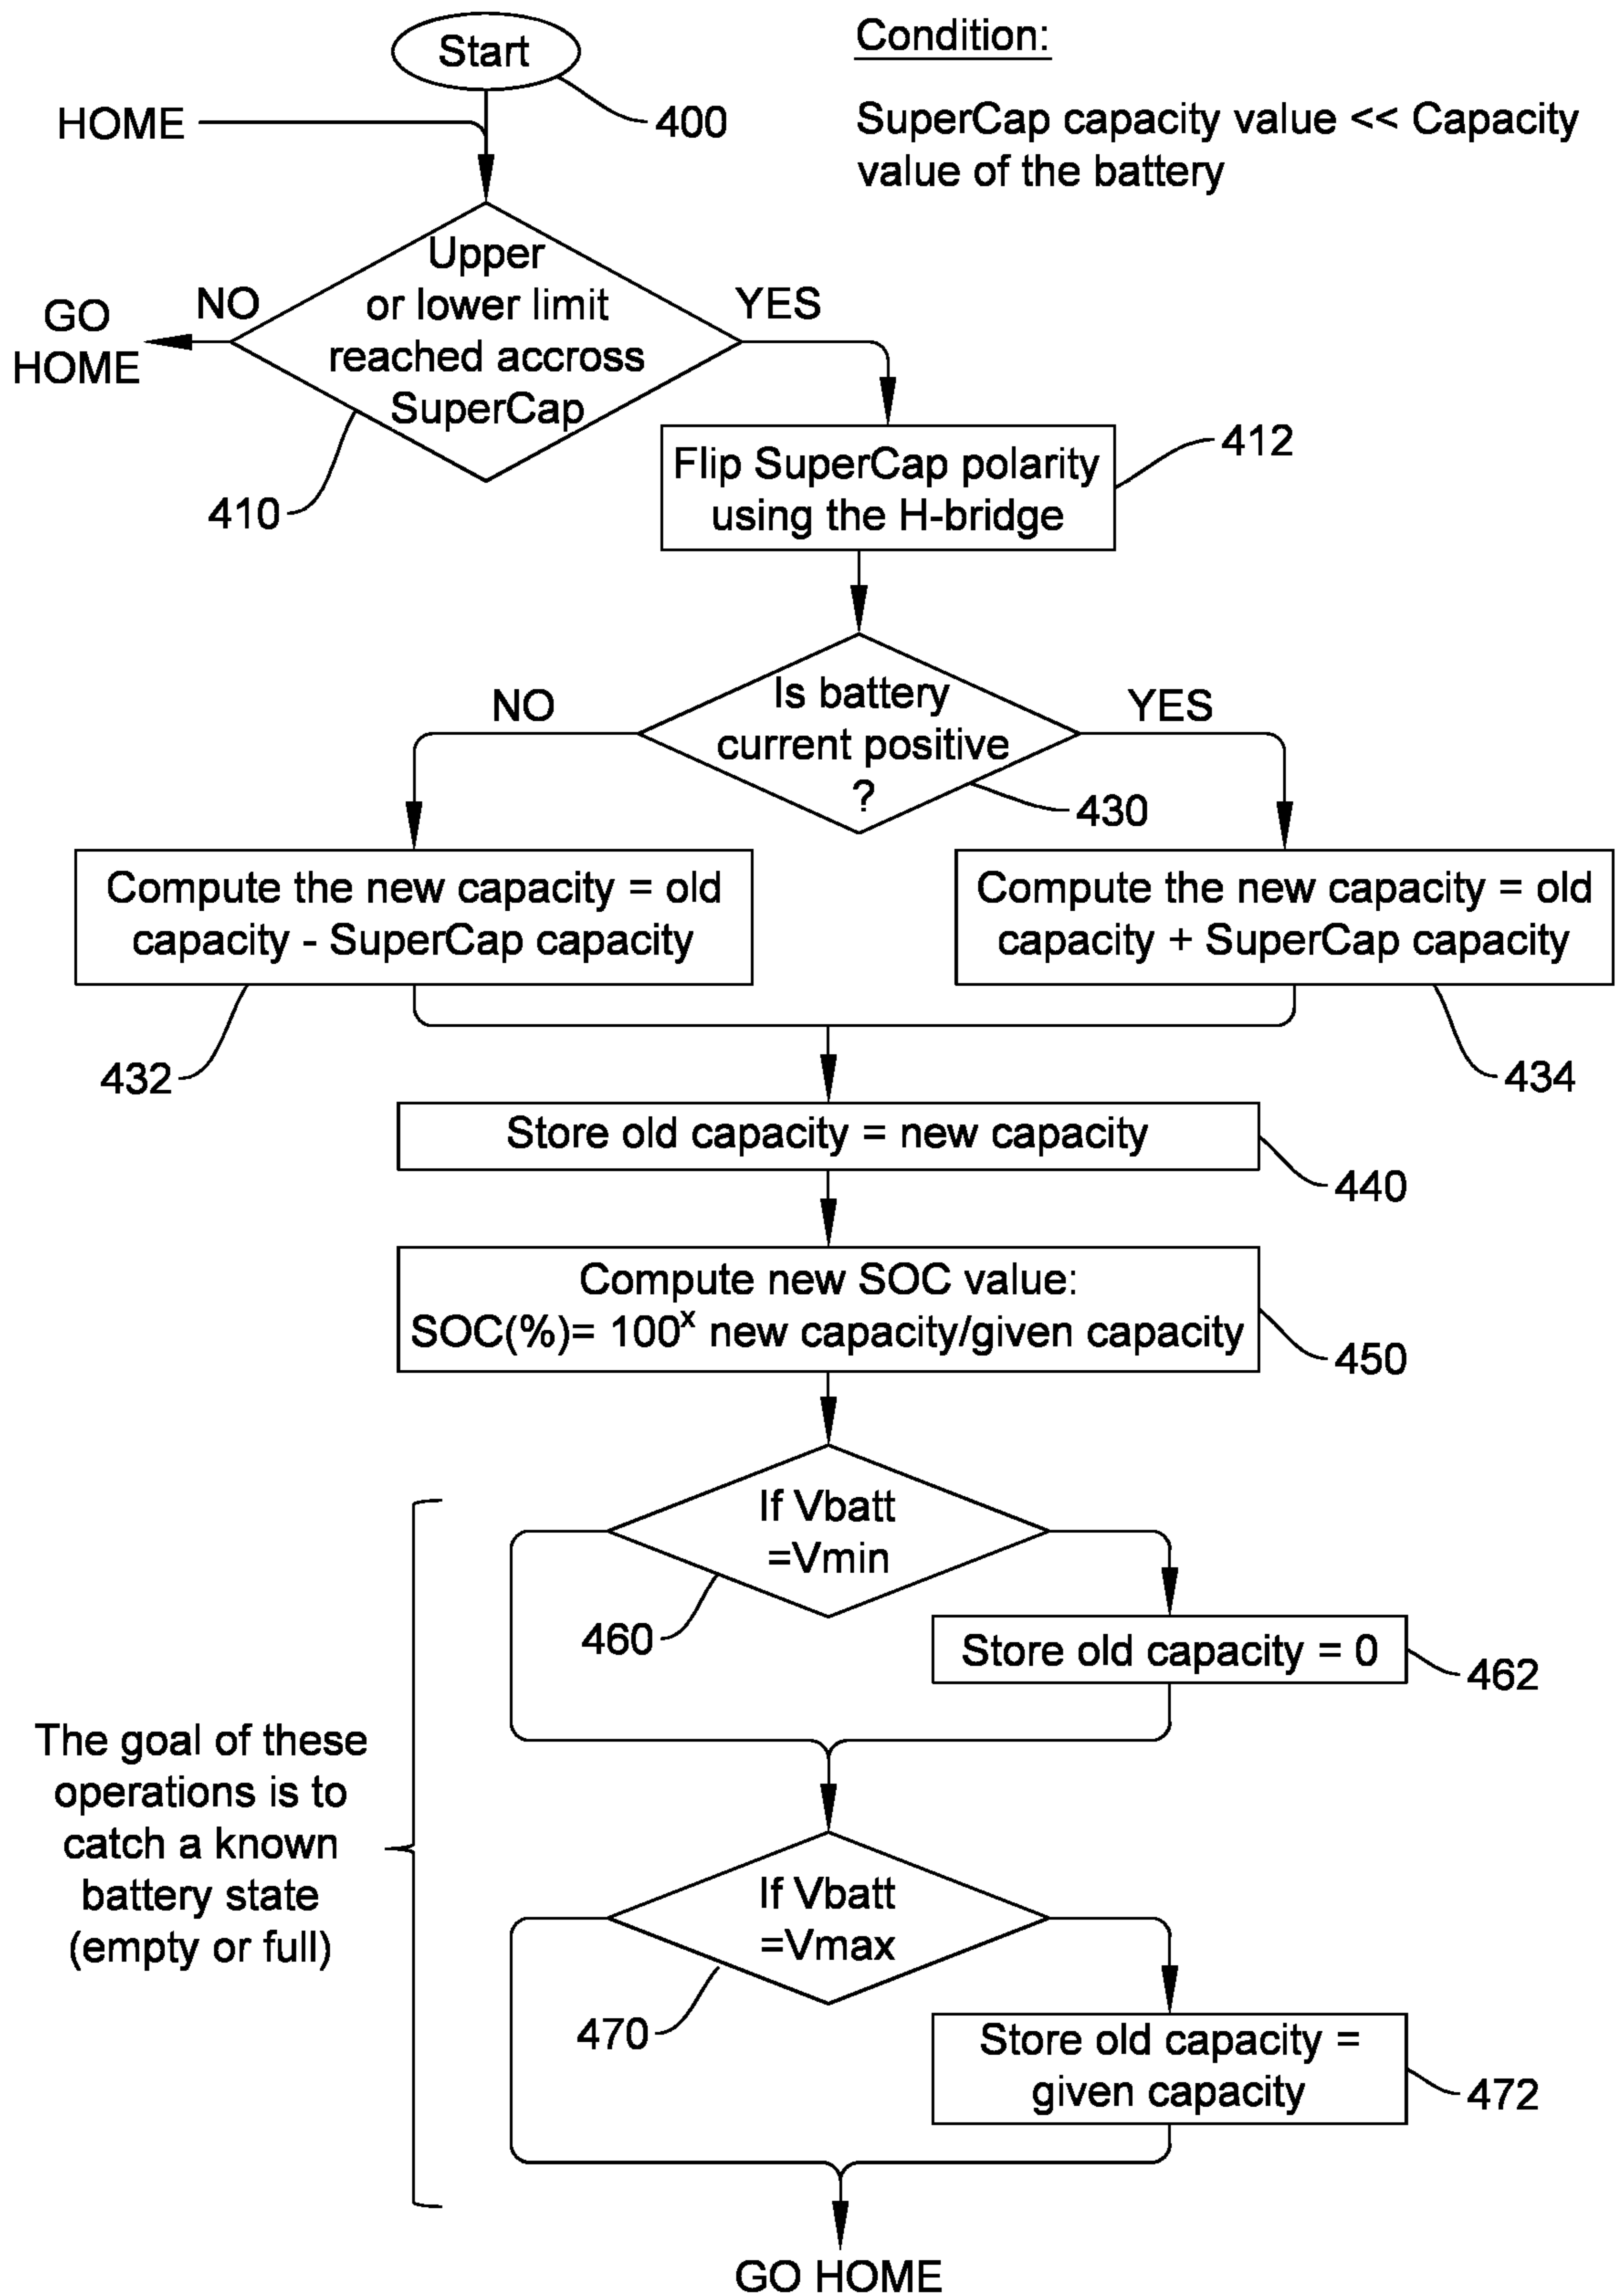 Start
Condition:
HOME
400
SuperCap capacity value << Capacity
value of the battery
Upper
or lower limit
reached accross
SuperCap
NO
YES
GO
HOME
410
Flip SuperCap polarity
using the H-bridge
412
Is battery
current positive
?
NO
YES
430
Compute the new capacity = old
capacity - SuperCap capacity
Compute the new capacity = old
capacity + SuperCap capacity
432
434
Store old capacity = new capacity
440
Compute new SOC value:
SOC(%)= 100ˣ new capacity/given capacity
450
If Vbatt
=Vmin
460
Store old capacity = 0
462
The goal of these
operations is to
catch a known
battery state
(empty or full)
If Vbatt
=Vmax
470
Store old capacity =
given capacity
472
GO HOME